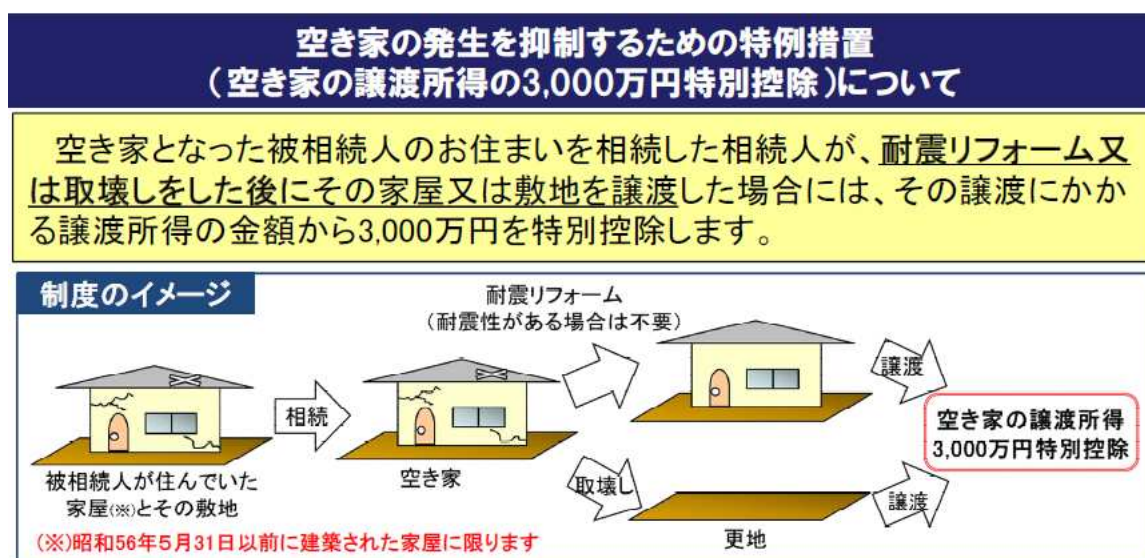 空き家の発生を抑制するための特例措置
(空き家の譲渡所得の3,000万円特別控除)について
空き家となった被相続人のお住まいを相続した相続人が、耐震リフォーム又
は取壊しをした後にその家屋又は敷地を譲渡した場合には、その譲渡にかか
る譲渡所得の金額から3,000万円を特別控除します。
制度のイメージ
耐震リフォーム
(耐震性がある場合は不要)
相続
譲渡
空き家の譲渡所得
3,000万円特別控除
被相続人が住んでいた
家屋(※)とその敷地
空き家
取壊し
譲渡
更地
(※)昭和56年5月31日以前に建築された家屋に限ります